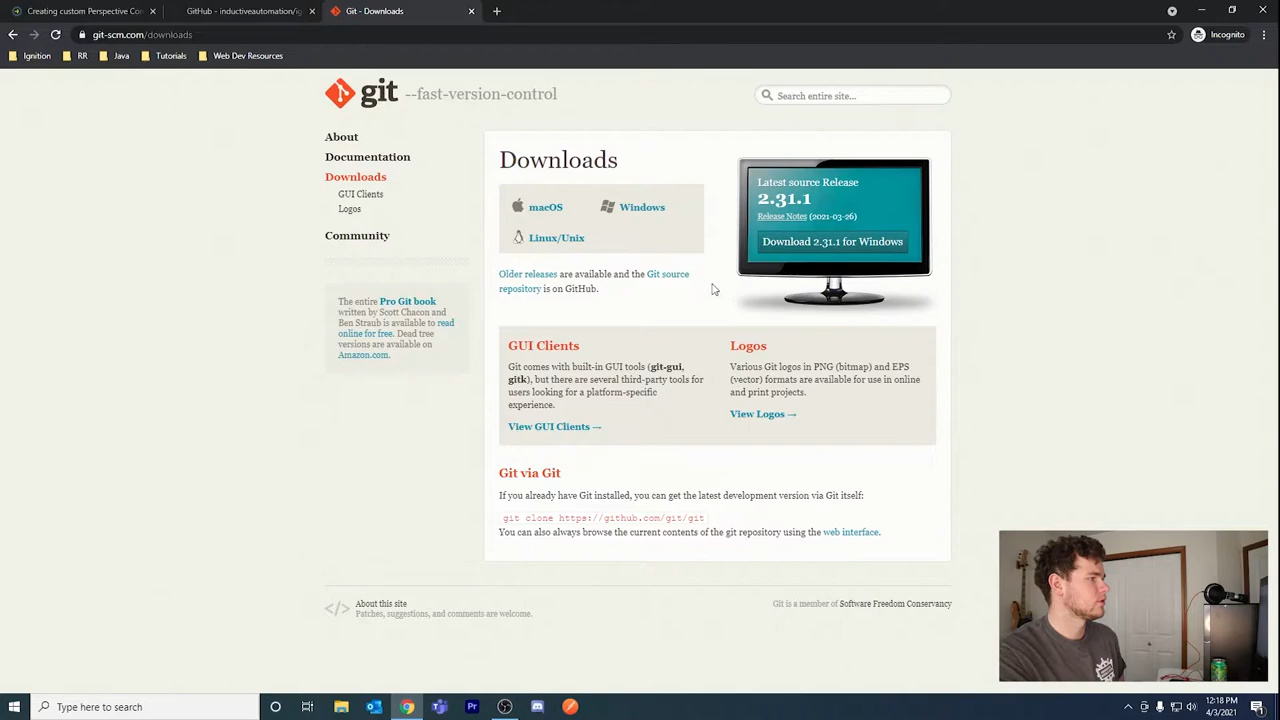 Creating custom Perspective Con
GitHub - inductiveautomation/ig
Git - Downloads
git-scm.com/downloads
Incognito
Ignition
RR
Java
Tutorials
Web Dev Resources
git --fast-version-control
Search entire site...
About
Documentation
Downloads
GUI Clients
Logos
Community
The entire Pro Git book
written by Scott Chacon and
Ben Straub is available to read
online for free. Dead tree
versions are available on
Amazon.com.
Downloads
macOS
Windows
Linux/Unix
Older releases are available and the Git source
repository is on GitHub.
Latest source Release
2.31.1
Release Notes (2021-03-26)
Download 2.31.1 for Windows
GUI Clients
Git comes with built-in GUI tools (git-gui,
gitk), but there are several third-party tools for
users looking for a platform-specific
experience.
View GUI Clients →
Logos
Various Git logos in PNG (bitmap) and EPS
(vector) formats are available for use in online
and print projects.
View Logos →
Git via Git
If you already have Git installed, you can get the latest development version via Git itself:
git clone https://github.com/git/git
You can also always browse the current contents of the git repository using the web interface.
</> About this site
Patches, suggestions, and comments are welcome.
Git is a member of Software Freedom Conservancy
Type here to search
Pr
12:18 PM
4/3/2021